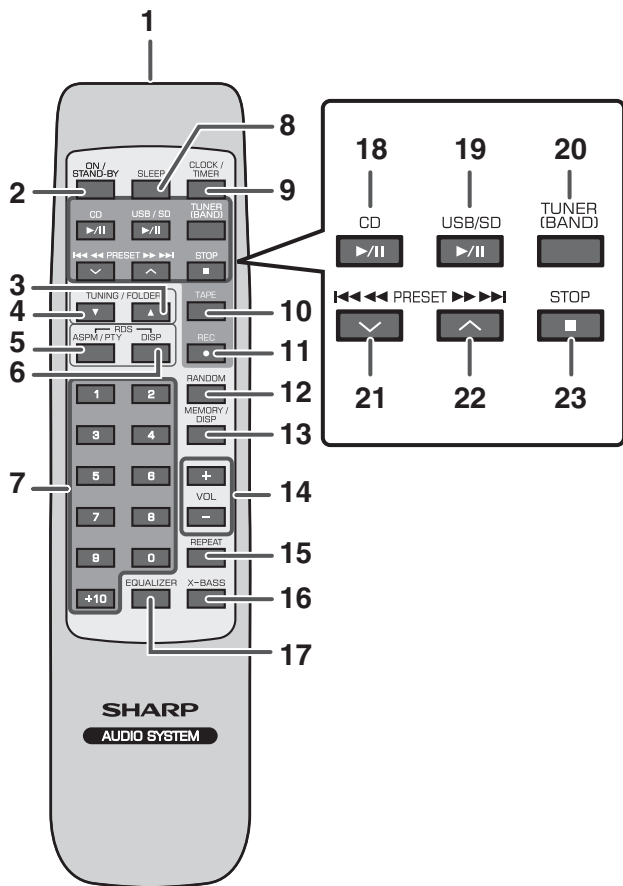 1
8
ON /
STAND-BY
SLEEP
CLOCK /
TIMER
2
9
CD
USB / SD
TUNER
(BAND)
PRESET
STOP
3
TUNING / FOLDER
TAPE
4
10
RDS
5
ASPM / PTY
DISP
REC
11
6
RANDOM
1
2
12
MEMORY /
DISP
3
4
13
7
5
6
+
14
VOL
7
8
-
REPEAT
9
0
15
EQUALIZER
X-BASS
+10
16
17
SHARP
AUDIO SYSTEM
18
19
20
CD
USB/SD
TUNER
(BAND)
PRESET
STOP
21
22
23